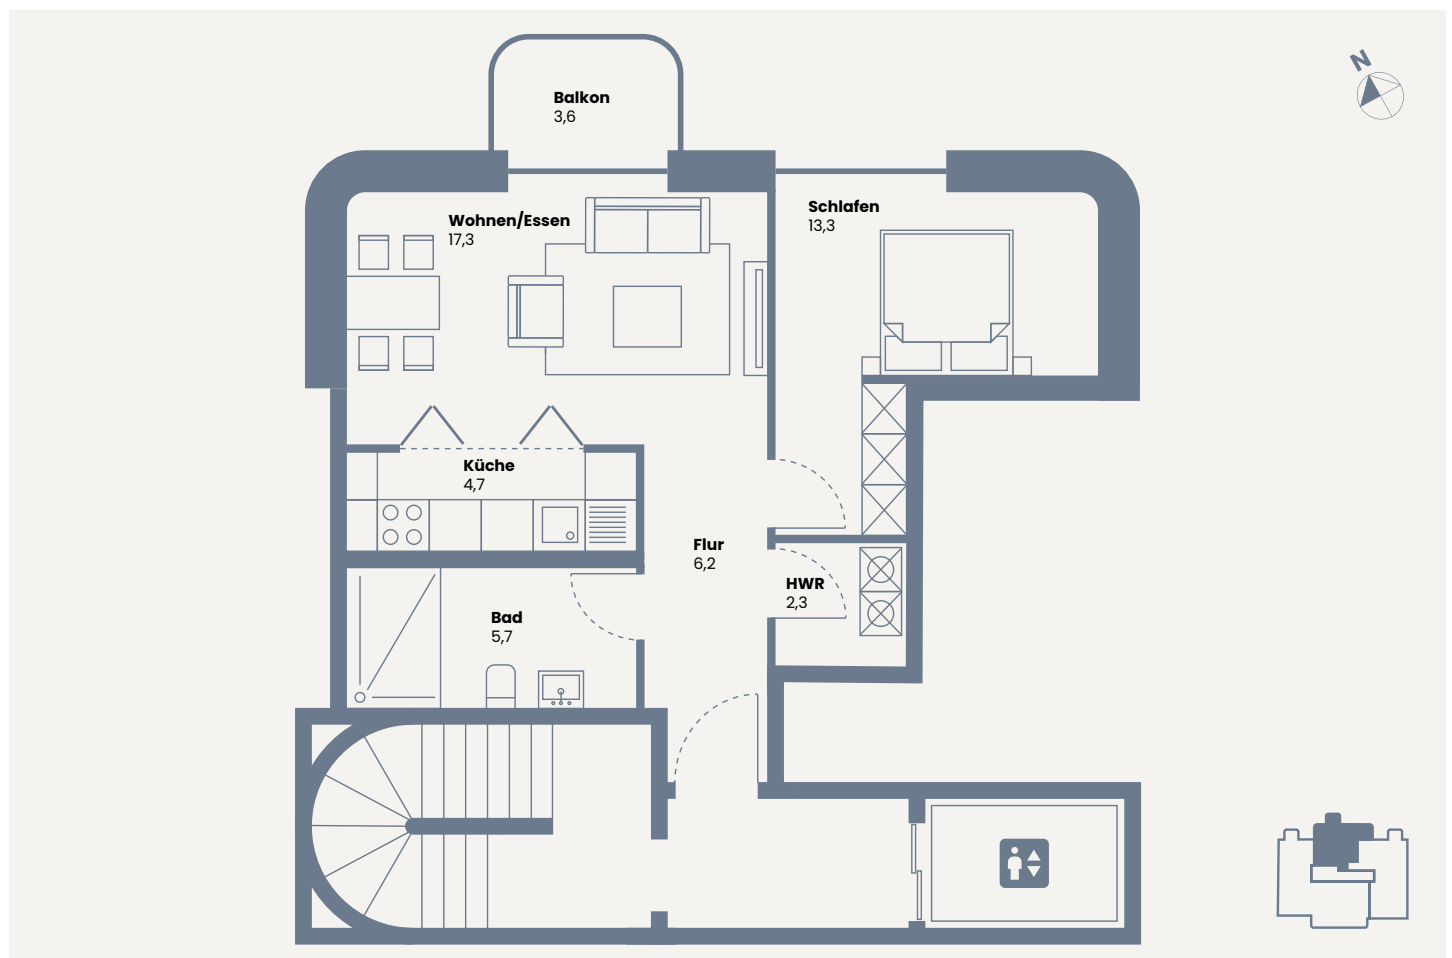 N
Balkon
3,6
Wohnen/Essen
17,3
Schlafen
13,3
Küche
4,7
Flur
6,2
HWR
2,3
Bad
5,7